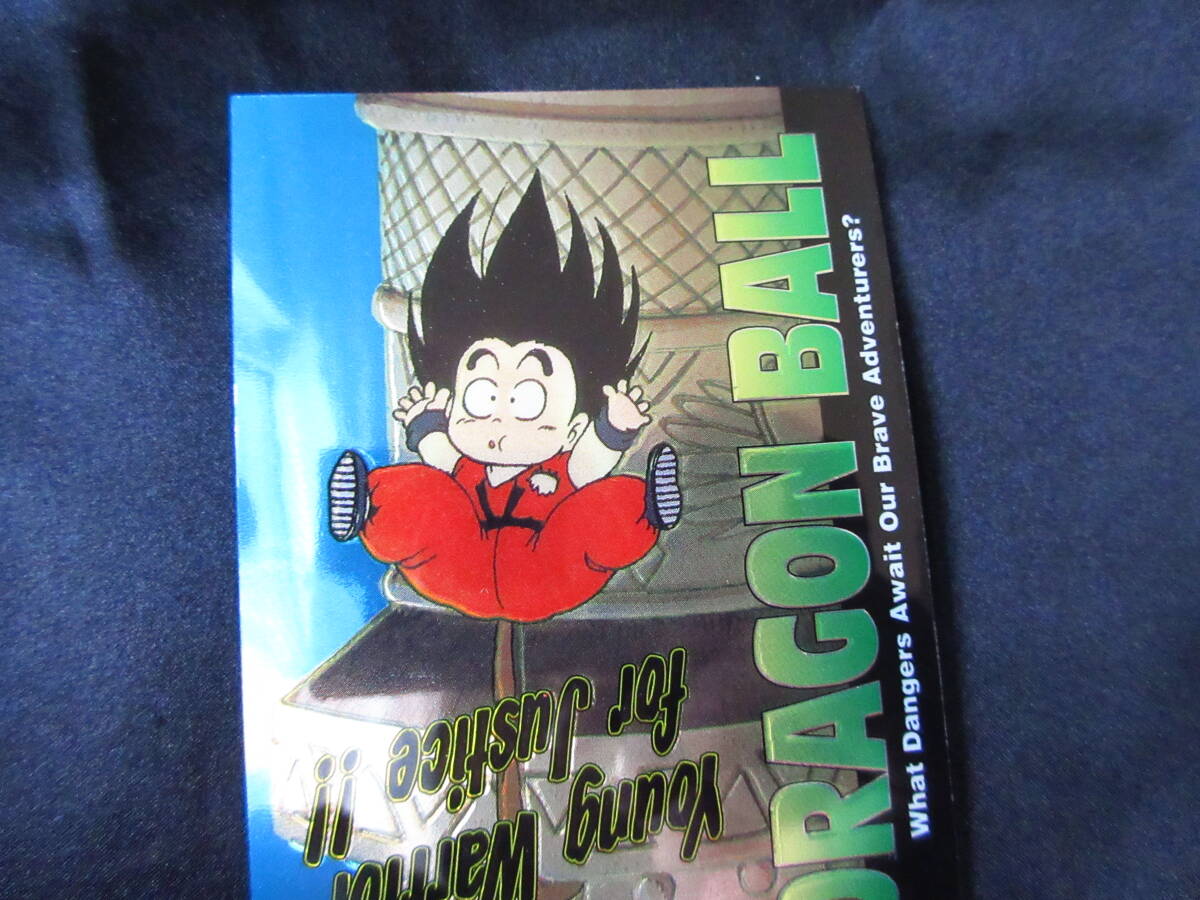 DRAGON BALL
What Dangers Await Our Brave Adventurers?
Young Warrior
for Justice !!